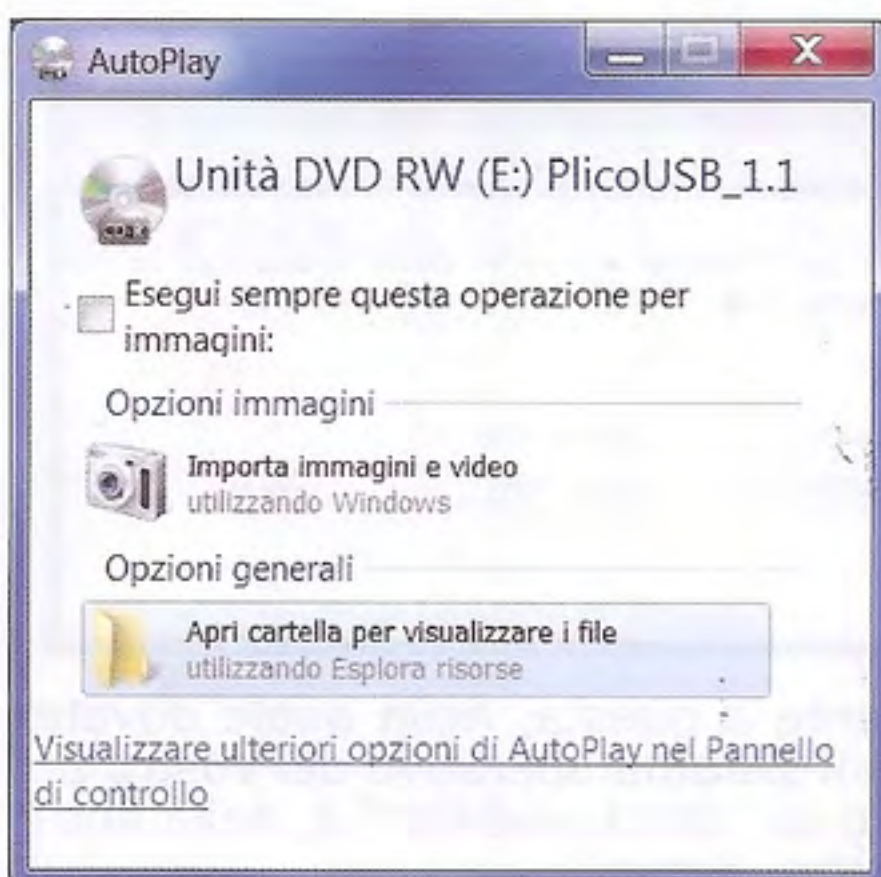 AutoPlay
Unità DVD RW (E:) PlicoUSB_1.1
Esegui sempre questa operazione per
immagini:
Opzioni immagini
Importa immagini e video
utilizzando Windows
Opzioni generali
Apri cartella per visualizzare i file
utilizzando Esplora risorse
Visualizzare ulteriori opzioni di AutoPlay nel Pannello
di controllo